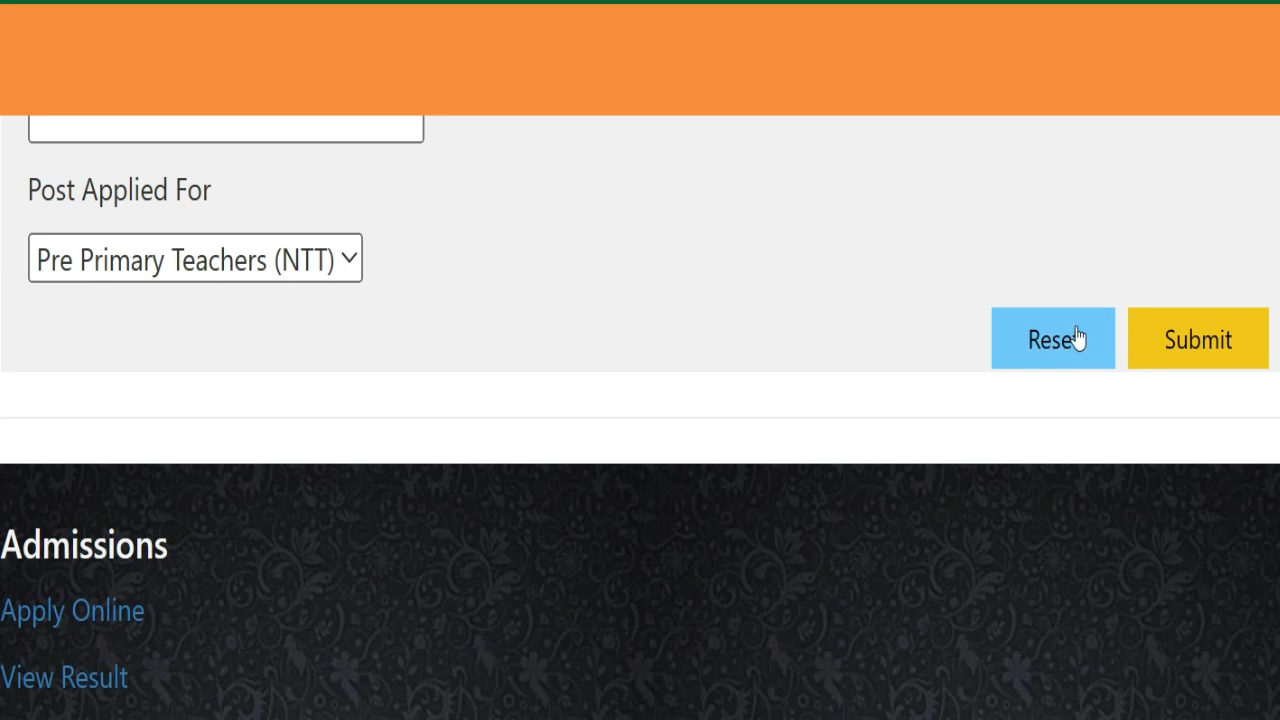 Post Applied For
Pre Primary Teachers (NTT)
Reset Submit
Admissions
Apply Online
View Result